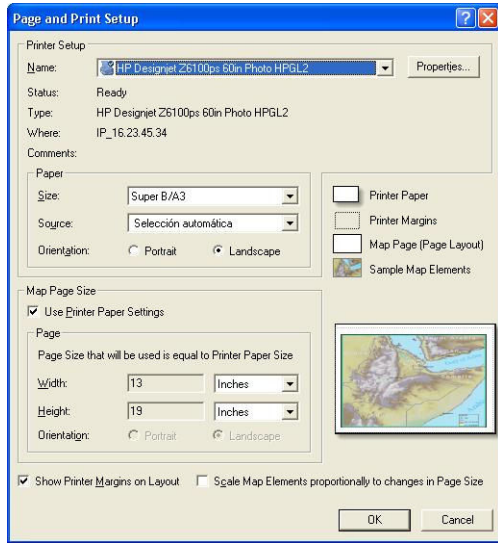 Page and Print Setup
Printer Setup
Name: HP Designjet Z6100ps 60in Photo HPGL2 Properties...
Status: Ready
Type: HP Designjet Z6100ps 60in Photo HPGL2
Where: IP_16.23.45.34
Comments:
Paper
Size: Super B/A3
Source: Selección automática
Orientation: Portrait Landscape
Printer Paper
Printer Margins
Map Page (Page Layout)
Sample Map Elements
Map Page Size
Use Printer Paper Settings
Page
Page Size that will be used is equal to Printer Paper Size
Width: 13 Inches
Height: 19 Inches
Orientation: Portrait Landscape
Show Printer Margins on Layout Scale Map Elements proportionally to changes in Page Size
OK Cancel